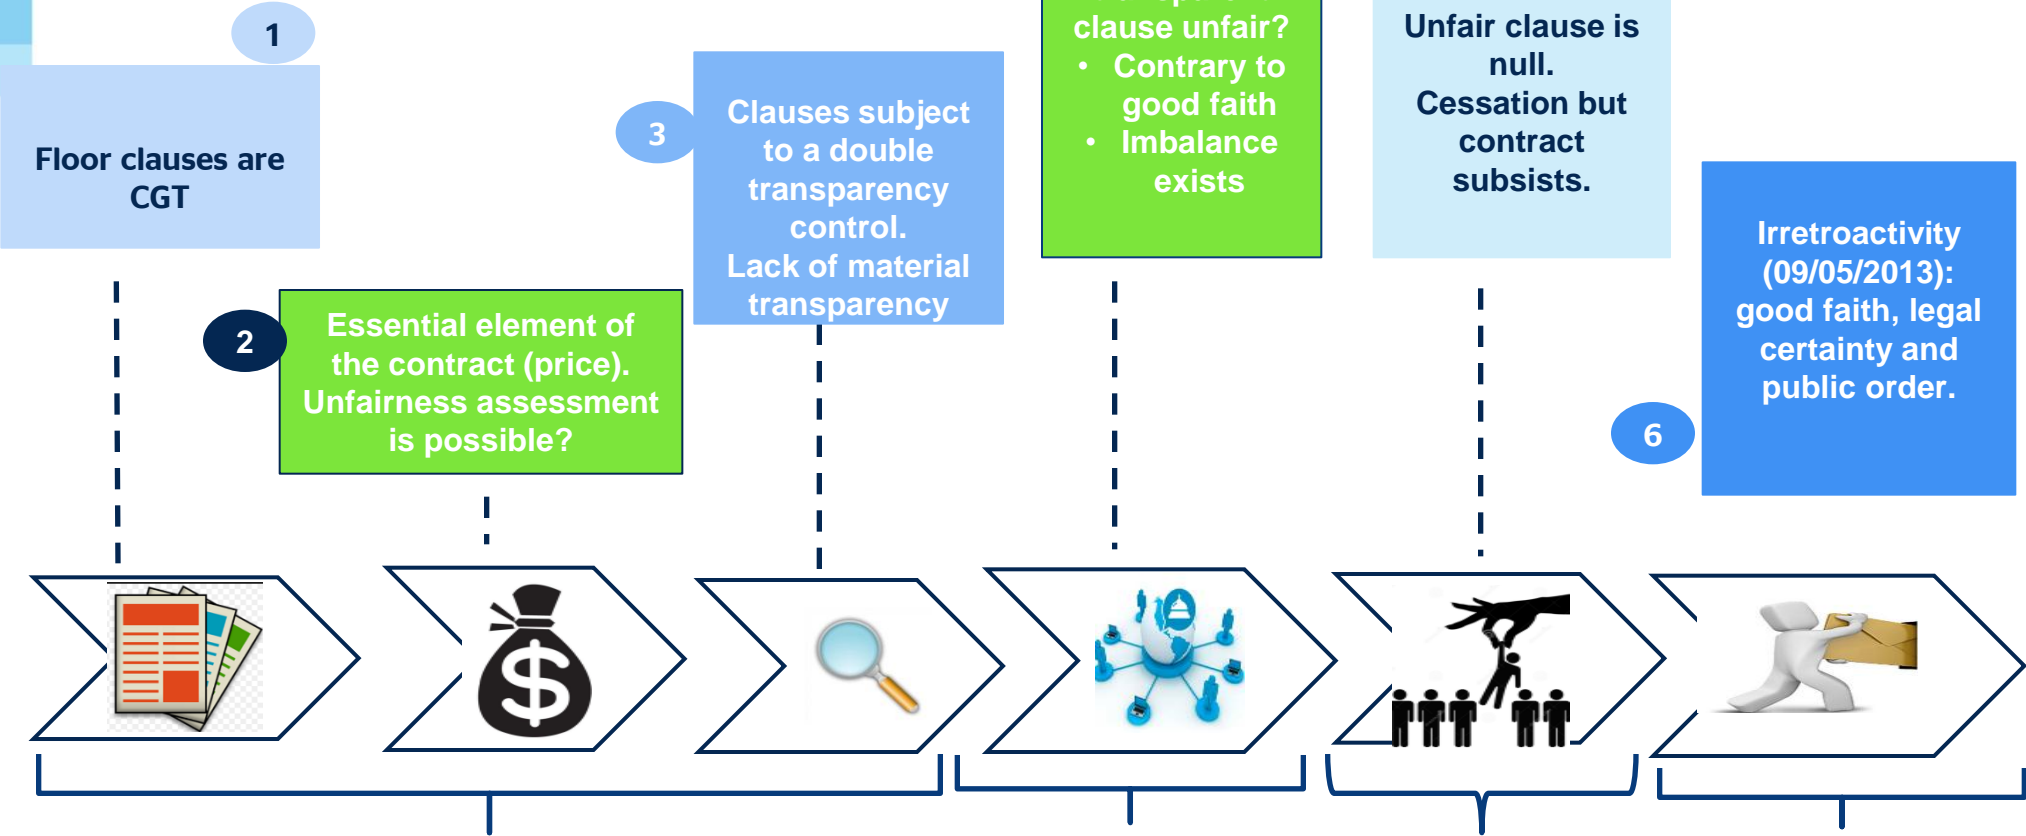 1
Floor clauses are
CGT
2
Essential element of
the contract (price).
Unfairness assessment
is possible?
3
Clauses subject
to a double
transparency
control.
Lack of material
transparency
clause unfair?
• Contrary to
good faith
• Imbalance
exists
Unfair clause is
null.
Cessation but
contract
subsists.
6
Irretroactivity
(09/05/2013):
good faith, legal
certainty and
public order.